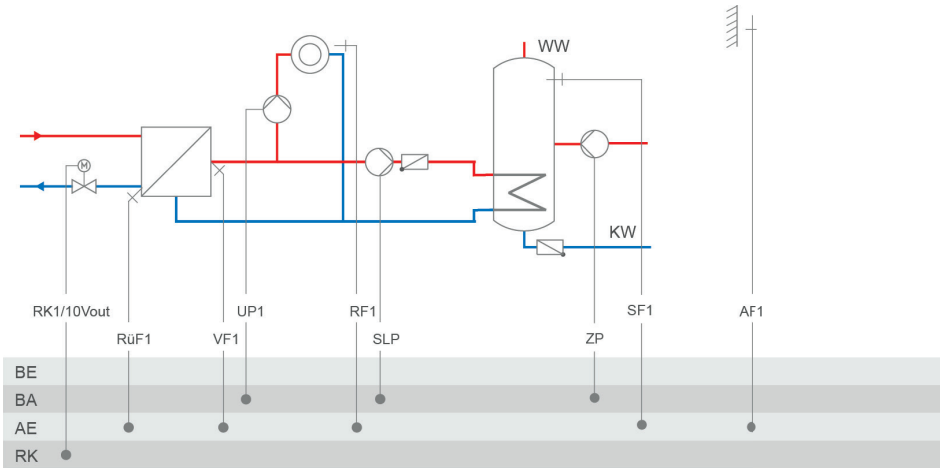 WW
M
KW
RK1/10Vout
UP1
RF1
SF1
AF1
RüF1
VF1
SLP
ZP
BE
BA
AE
RK